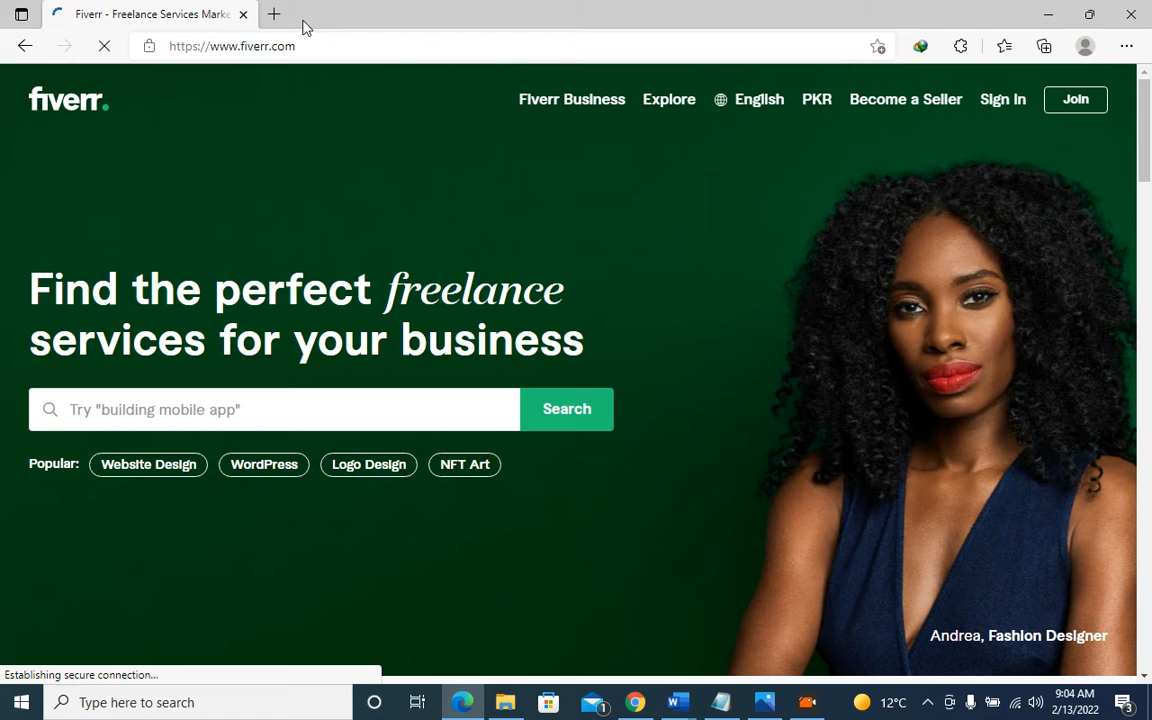 Fiverr - Freelance Services Marke
https://www.fiverr.com
fiverr.
Fiverr Business
Explore
English
PKR
Become a Seller
Sign in
Join
Find the perfect freelance
services for your business
Try "building mobile app"
Search
Popular:
Website Design
WordPress
Logo Design
NFT Art
Andrea, Fashion Designer
Establishing secure connection...
Type here to search
1
12°C
9:04 AM
2/13/2022
3